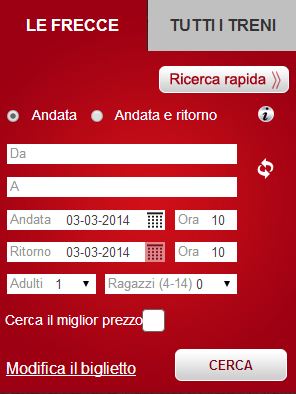 LE FRECCE TUTTI I TRENI
Ricerca rapida
Andata Andata e ritorno i
Da
A
Andata 03-03-2014 Ora 10
Ritorno 03-03-2014 Ora 10
Adulti 1 Ragazzi (4-14) 0
Cerca il miglior prezzo
Modifica il biglietto CERCA